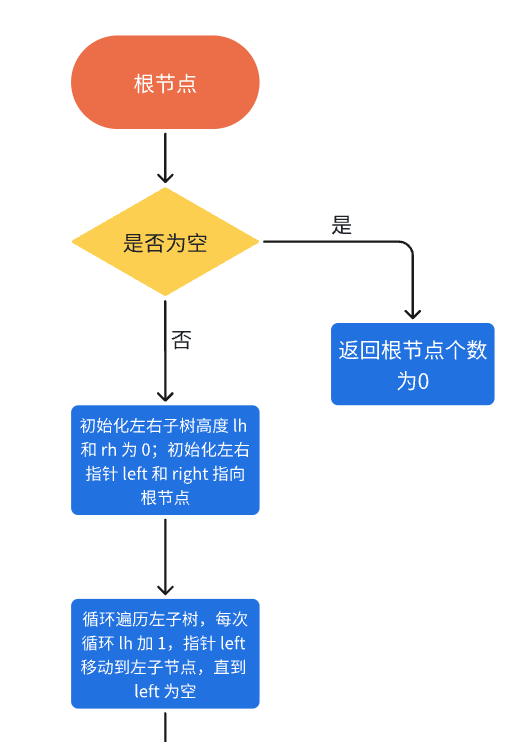 根节点
是否为空
是
否
返回根节点个数
为0
初始化左右子树高度 lh
和 rh 为 0；初始化左右
指针 left 和 right 指向
根节点
循环遍历左子树，每次
循环 lh 加 1，指针 left
移动到左子节点，直到
left 为空